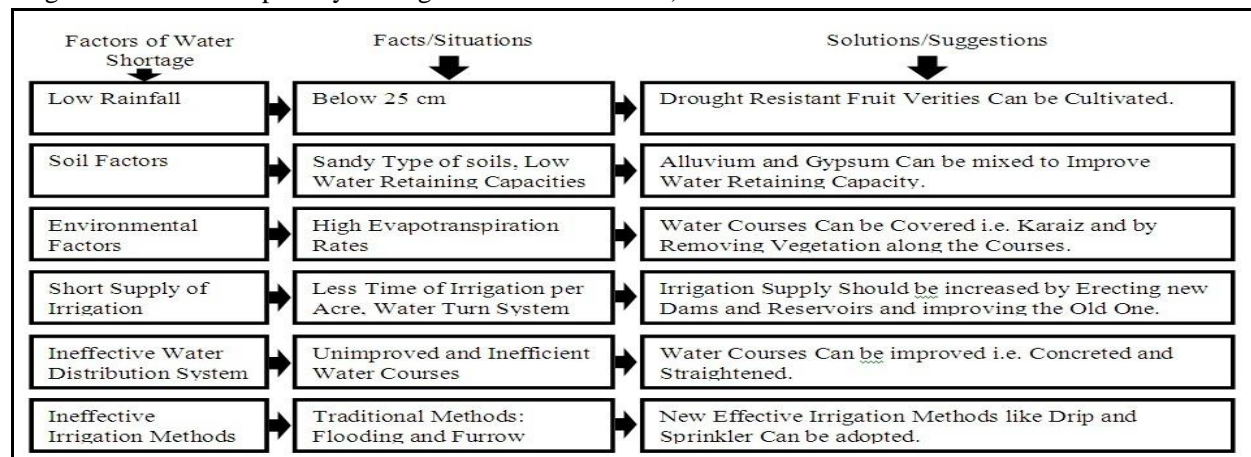 Factors of Water
Shortage
Facts/Situations
Solutions/Suggestions
Low Rainfall
Below 25 cm
Drought Resistant Fruit Verities Can be Cultivated.
Soil Factors
Sandy Type of soils, Low
Water Retaining Capacities
Alluvium and Gypsum Can be mixed to Improve
Water Retaining Capacity.
Environmental
Factors
High Evapotranspiration
Rates
Water Courses Can be Covered i.e. Karaiz and by
Removing Vegetation along the Courses.
Short Supply of
Irrigation
Less Time of Irrigation per
Acre, Water Turn System
Irrigation Supply Should be increased by Erecting new
Dams and Reservoirs and improving the Old One.
Ineffective Water
Distribution System
Unimproved and Inefficient
Water Courses
Water Courses Can be improved i.e. Concreted and
Straightened.
Ineffective
Irrigation Methods
Traditional Methods:
Flooding and Furrow
New Effective Irrigation Methods like Drip and
Sprinkler Can be adopted.